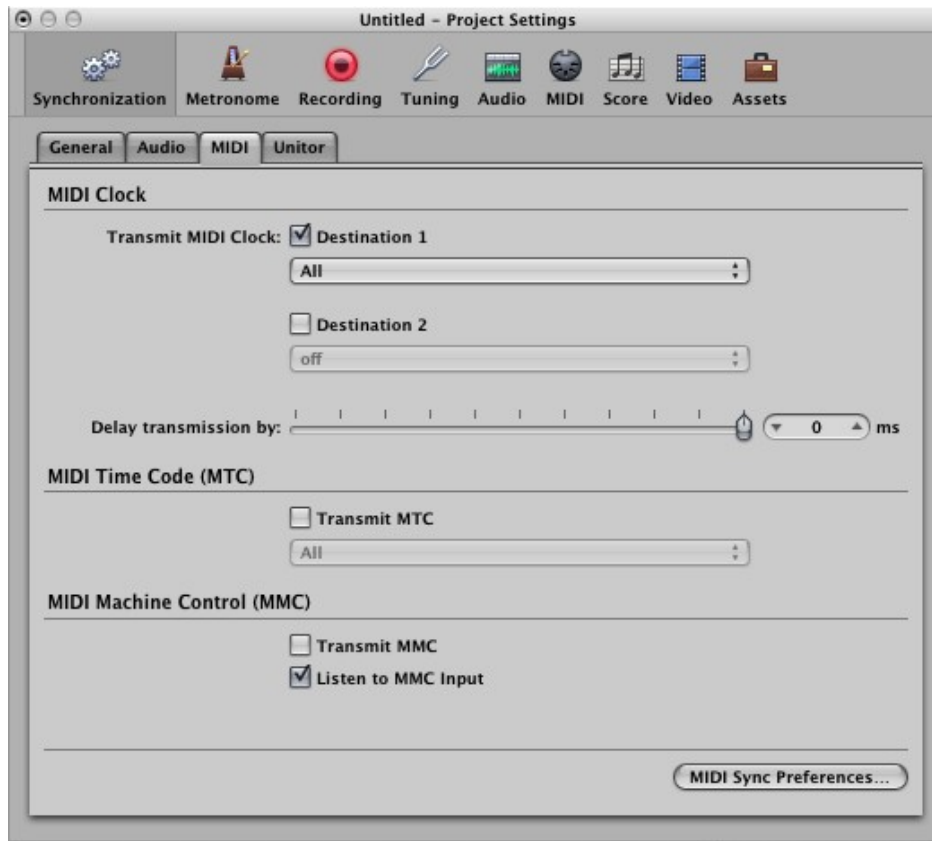 Untitled – Project Settings
Synchronization Metronome Recording Tuning Audio MIDI Score Video Assets
General Audio MIDI Unitor
MIDI Clock
Transmit MIDI Clock: Destination 1
All
Destination 2
off
Delay transmission by: 0 ms
MIDI Time Code (MTC)
Transmit MTC
All
MIDI Machine Control (MMC)
Transmit MMC
Listen to MMC Input
MIDI Sync Preferences...